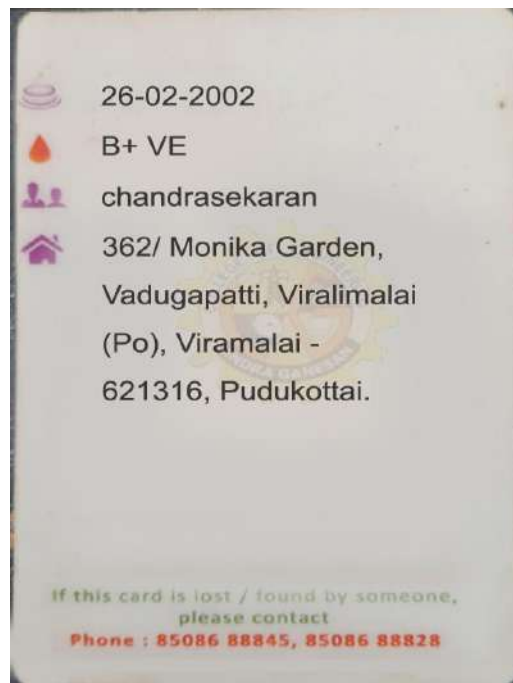 26-02-2002
B+ VE
chandrasekaran
362/ Monika Garden,
Vadugapatti, Viralimalai
(Po), Viramalai -
621316, Pudukottai.
If this card is lost / found by someone,
please contact
Phone : 85086 88845, 85086 88828